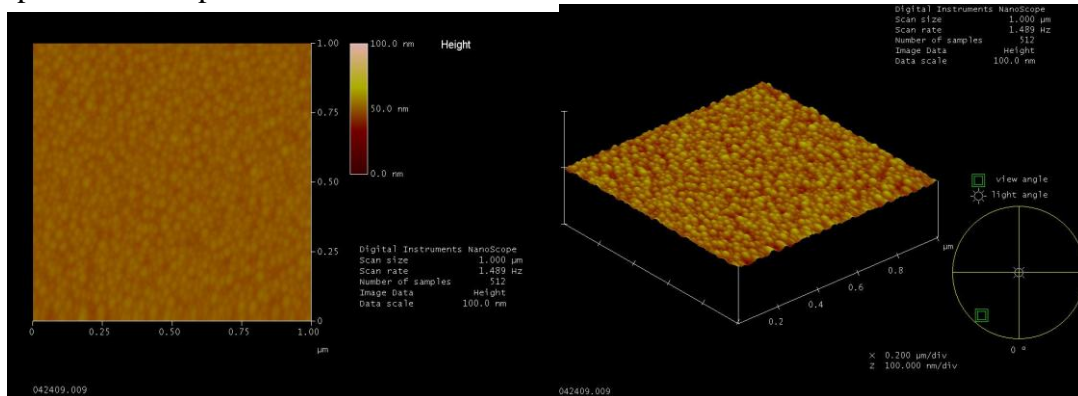 100.0 nm
Height
50.0 nm
0.0 nm
1.00
0.75
0.50
0.25
0
0
0.25
0.50
0.75
1.00
µm
Digital Instruments NanoScope
Scan size 1.000 µm
Scan rate 1.489 Hz
Number of samples 512
Image Data Height
Data scale 100.0 nm
042409.009
Digital Instruments NanoScope
Scan size 1.000 µm
Scan rate 1.489 Hz
Number of samples 512
Image Data Height
Data scale 100.0 nm
view angle
light angle
µm
0.8
0.6
0.4
0.2
0 º
X 0.200 µm/div
Z 100.000 nm/div
042409.009